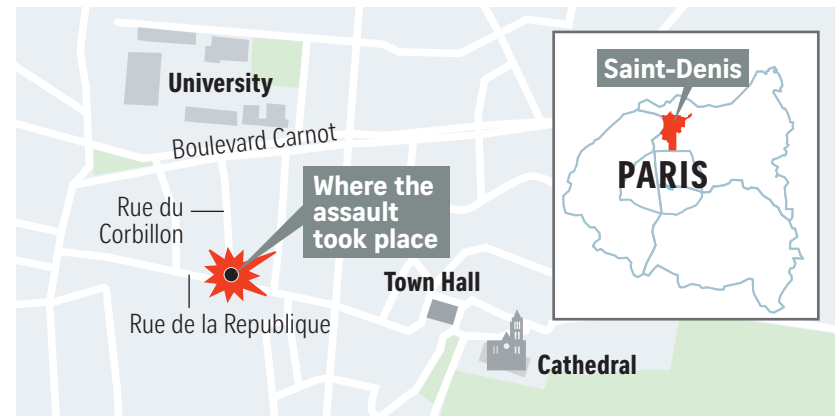 University
Boulevard Carnot
Rue du
Corbillon
Where the
assault
took place
Rue de la Republique
Town Hall
Cathedral
Saint-Denis
PARIS